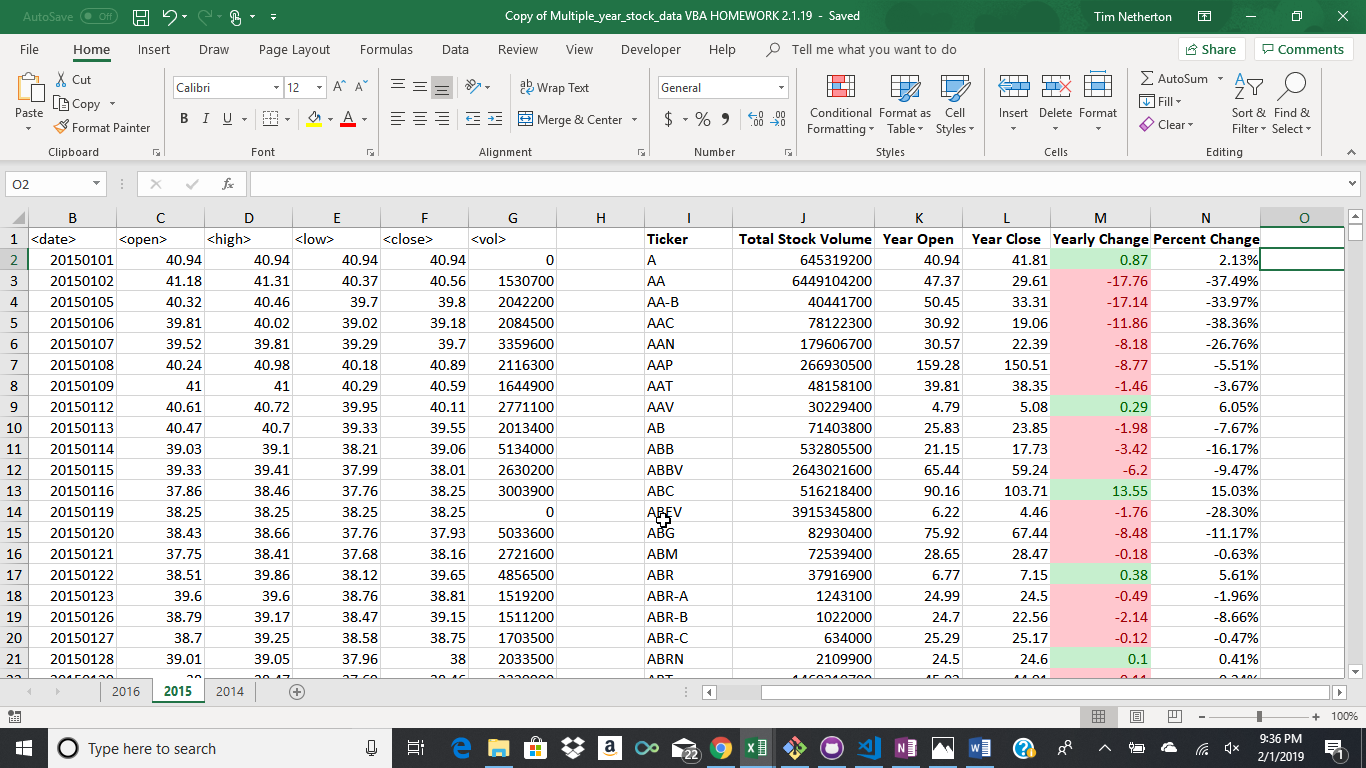 AutoSave Off Copy of Multiple_year_stock_data VBA HOMEWORK 2.1.19 - Saved Tim Netherton
File Home Insert Draw Page Layout Formulas Data Review View Developer Help Tell me what you want to do Share Comments
Paste Cut Copy Format Painter
Calibri 12 A A B I U A
Wrap Text Merge & Center
General $ % ,
Conditional Formatting Format as Table Cell Styles
Insert Delete Format
AutoSum Fill Clear Sort & Filter Find & Select
Clipboard Font Alignment Number Styles Cells Editing
O2 fx
B C D E F G H I J K L M N O
1 <date> <open> <high> <low> <close> <vol> Ticker Total Stock Volume Year Open Year Close Yearly Change Percent Change
2 20150101 40.94 40.94 40.94 40.94 0 A 645319200 40.94 41.81 0.87 2.13%
3 20150102 41.18 41.31 40.37 40.56 1530700 AA 6449104200 47.37 29.61 -17.76 -37.49%
4 20150105 40.32 40.46 39.7 39.8 2042200 AA-B 40441700 50.45 33.31 -17.14 -33.97%
5 20150106 39.81 40.02 39.02 39.18 2084500 AAC 78122300 30.92 19.06 -11.86 -38.36%
6 20150107 39.52 39.81 39.29 39.7 3359600 AAN 179606700 30.57 22.39 -8.18 -26.76%
7 20150108 40.24 40.98 40.18 40.89 2116300 AAP 266930500 159.28 150.51 -8.77 -5.51%
8 20150109 41 41 40.29 40.59 1644900 AAT 48158100 39.81 38.35 -1.46 -3.67%
9 20150112 40.61 40.72 39.95 40.11 2771100 AAV 30229400 4.79 5.08 0.29 6.05%
10 20150113 40.47 40.7 39.33 39.55 2013400 AB 71403800 25.83 23.85 -1.98 -7.67%
11 20150114 39.03 39.1 38.21 39.06 5134000 ABB 532805500 21.15 17.73 -3.42 -16.17%
12 20150115 39.33 39.41 37.99 38.01 2630200 ABBV 2643021600 65.44 59.24 -6.2 -9.47%
13 20150116 37.86 38.46 37.76 38.25 3003900 ABC 516218400 90.16 103.71 13.55 15.03%
14 20150119 38.25 38.25 38.25 38.25 0 ABEV 3915345800 6.22 4.46 -1.76 -28.30%
15 20150120 38.43 38.66 37.76 37.93 5033600 ABG 82930400 75.92 67.44 -8.48 -11.17%
16 20150121 37.75 38.41 37.68 38.16 2721600 ABM 72539400 28.65 28.47 -0.18 -0.63%
17 20150122 38.51 39.86 38.12 39.65 4856500 ABR 37916900 6.77 7.15 0.38 5.61%
18 20150123 39.6 39.6 38.76 38.81 1519200 ABR-A 1243100 24.99 24.5 -0.49 -1.96%
19 20150126 38.79 39.17 38.47 39.15 1511200 ABR-B 1022000 24.7 22.56 -2.14 -8.66%
20 20150127 38.7 39.25 38.58 38.75 1703500 ABR-C 634000 25.29 25.17 -0.12 -0.47%
21 20150128 39.01 39.05 37.96 38 2033500 ABRN 2109900 24.5 24.6 0.1 0.41%
2016 2015 2014
100%
Type here to search 22 9:36 PM
2/1/2019 1